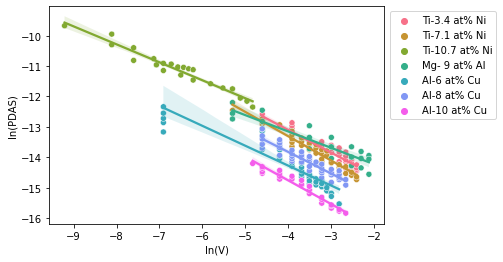 Ti-3.4 at% Ni
Ti-7.1 at% Ni
Ti-10.7 at% Ni
Mg- 9 at% Al
Al-6 at% Cu
Al-8 at% Cu
Al-10 at% Cu
ln(PDAS)
−10
−11
−12
−13
−14
−15
−16
−9
−8
−7
−6
−5
−4
−3
−2
ln(V)